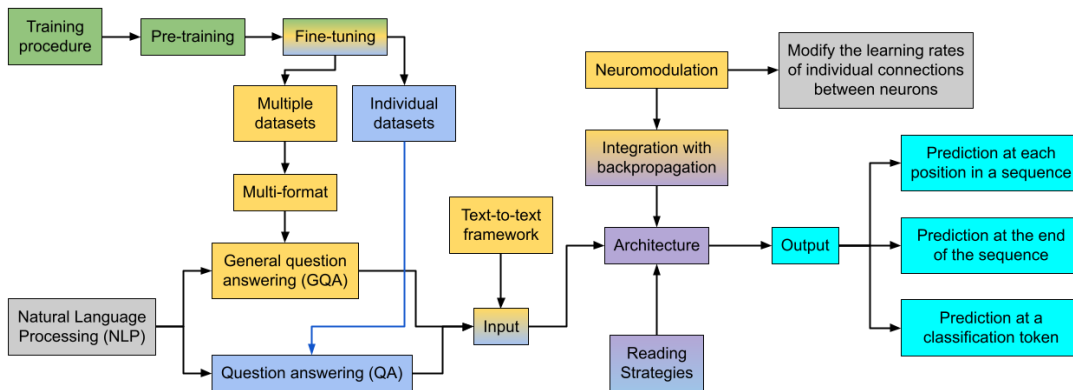 Training
procedure
Pre-training
Fine-tuning
Multiple
datasets
Individual
datasets
Multi-format
General question
answering (GQA)
Natural Language
Processing (NLP)
Question answering (QA)
Text-to-text
framework
Input
Neuromodulation
Modify the learning rates
of individual connections
between neurons
Integration with
backpropagation
Architecture
Reading
Strategies
Output
Prediction at each
position in a sequence
Prediction at the end
of the sequence
Prediction at a
classification token